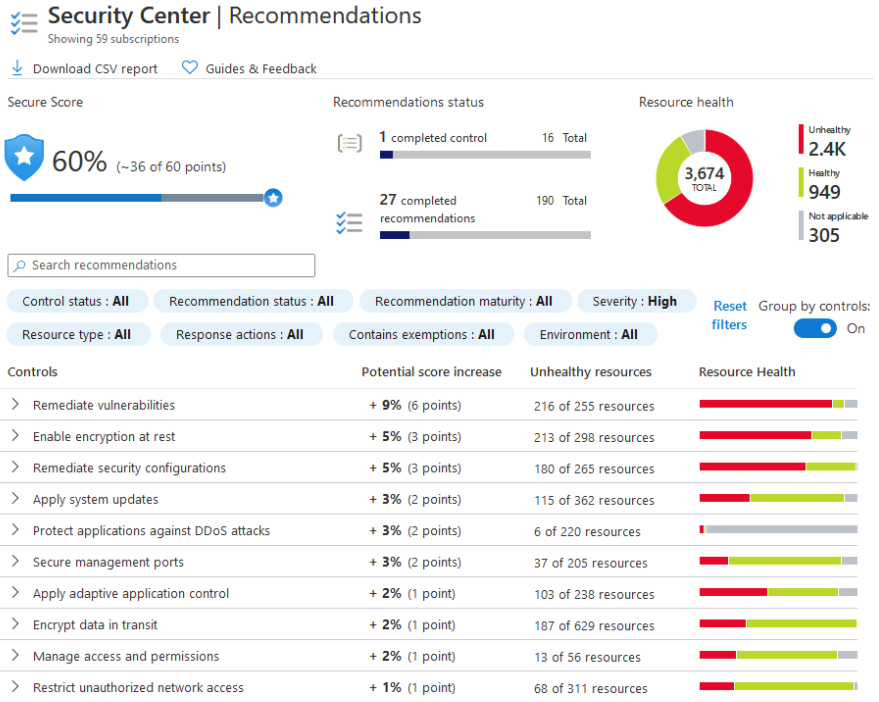 Security Center | Recommendations
Showing 59 subscriptions
Download CSV report Guides & Feedback
Secure Score
60% (~36 of 60 points)
Recommendations status
1 completed control 16 Total
27 completed recommendations 190 Total
Resource health
3,674
TOTAL
Unhealthy
2.4K
Healthy
949
Not applicable
305
Search recommendations
Control status : All Recommendation status : All Recommendation maturity : All Severity : High
Resource type : All Response actions : All Contains exemptions : All Environment : All
Reset filters
Group by controls:
On
Controls Potential score increase Unhealthy resources Resource Health
Remediate vulnerabilities + 9% (6 points) 216 of 255 resources
Enable encryption at rest + 5% (3 points) 213 of 298 resources
Remediate security configurations + 5% (3 points) 180 of 265 resources
Apply system updates + 3% (2 points) 115 of 362 resources
Protect applications against DDoS attacks + 3% (2 points) 6 of 220 resources
Secure management ports + 3% (2 points) 37 of 205 resources
Apply adaptive application control + 2% (1 point) 103 of 238 resources
Encrypt data in transit + 2% (1 point) 187 of 629 resources
Manage access and permissions + 2% (1 point) 13 of 56 resources
Restrict unauthorized network access + 1% (1 point) 68 of 311 resources